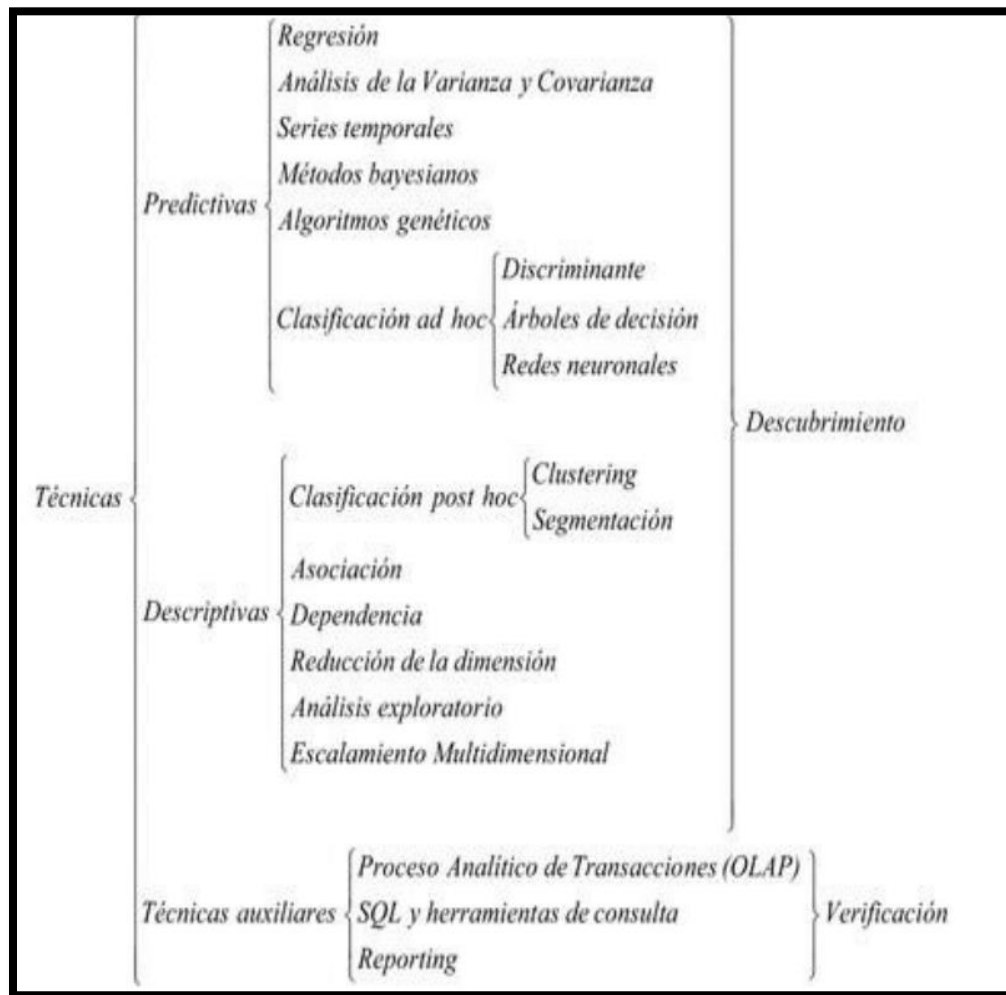 Regresión
Análisis de la Varianza y Covarianza
Series temporales
Métodos bayesianos
Predictivas
Algoritmos genéticos
Discriminante
Clasificación ad hoc
Árboles de decisión
Redes neuronales
Descubrimiento
Técnicas
Clasificación post hoc
Clustering
Segmentación
Asociación
Descriptivas
Dependencia
Reducción de la dimensión
Análisis exploratorio
Escalamiento Multidimensional
Proceso Analítico de Transacciones (OLAP)
Técnicas auxiliares
SQL y herramientas de consulta
Verificación
Reporting